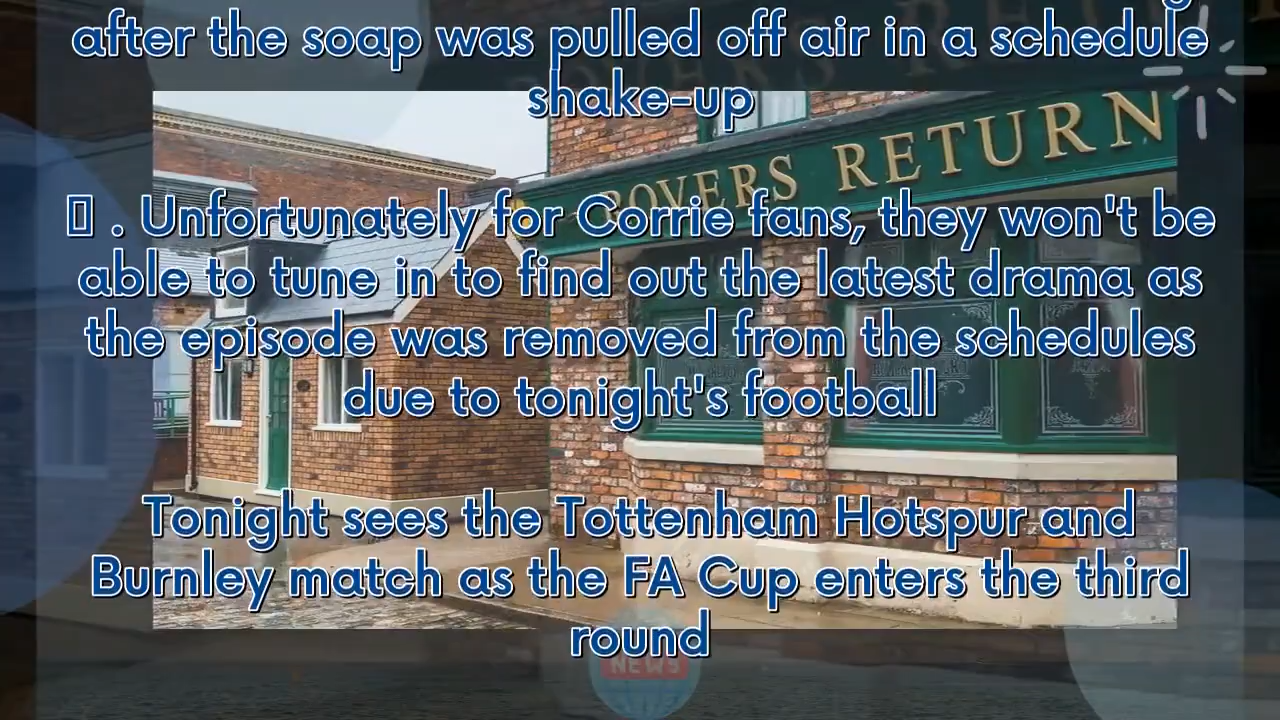 after the soap was pulled off air in a schedule
shake-up
ROVERS RETURN
. Unfortunately for Corrie fans, they won't be
able to tune in to find out the latest drama as
the episode was removed from the schedules
due to tonight's football
Tonight sees the Tottenham Hotspur and
Burnley match as the FA Cup enters the third
round
NEWS